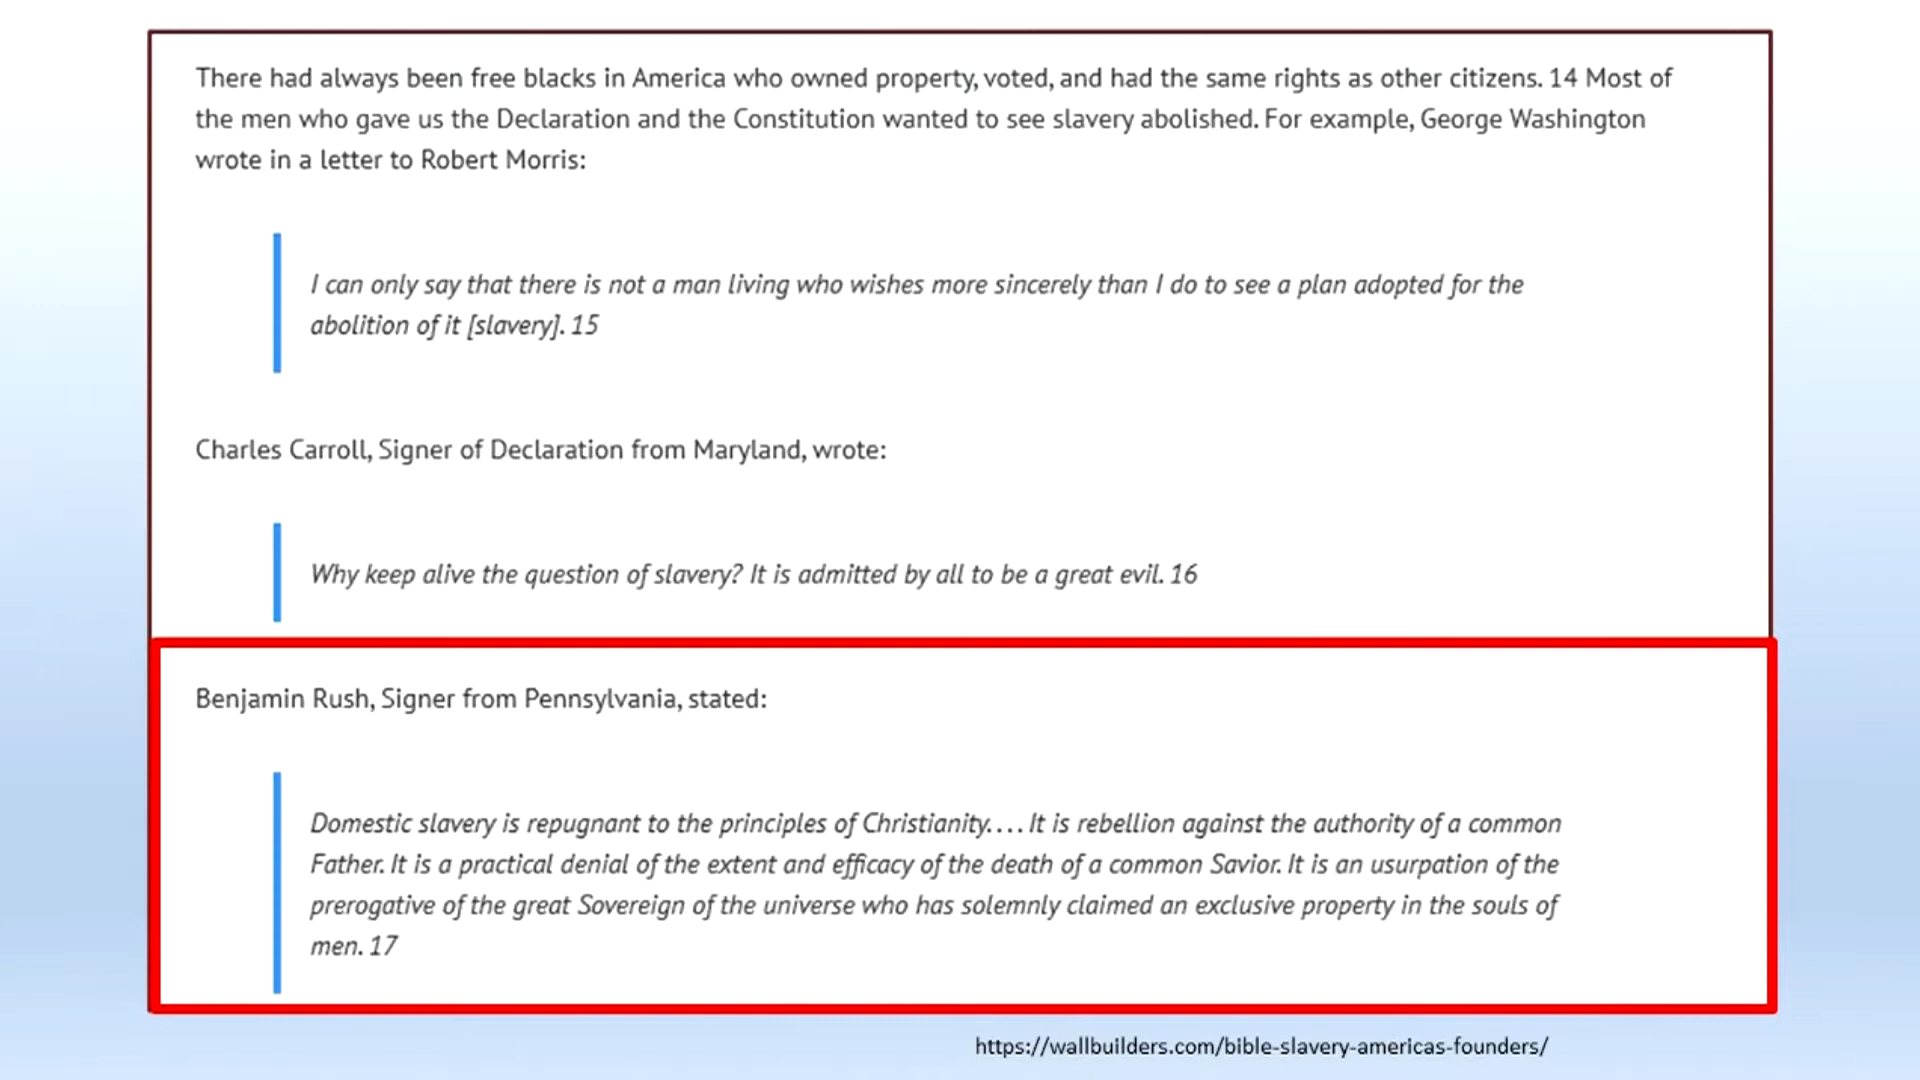 There had always been free blacks in America who owned property, voted, and had the same rights as other citizens. 14 Most of
the men who gave us the Declaration and the Constitution wanted to see slavery abolished. For example, George Washington
wrote in a letter to Robert Morris:
I can only say that there is not a man living who wishes more sincerely than I do to see a plan adopted for the
abolition of it [slavery]. 15
Charles Carroll, Signer of Declaration from Maryland, wrote:
Why keep alive the question of slavery? It is admitted by all to be a great evil. 16
Benjamin Rush, Signer from Pennsylvania, stated:
Domestic slavery is repugnant to the principles of Christianity. . . . It is rebellion against the authority of a common
Father. It is a practical denial of the extent and efficacy of the death of a common Savior. It is an usurpation of the
prerogative of the great Sovereign of the universe who has solemnly claimed an exclusive property in the souls of
men. 17
https://wallbuilders.com/bible-slavery-americas-founders/